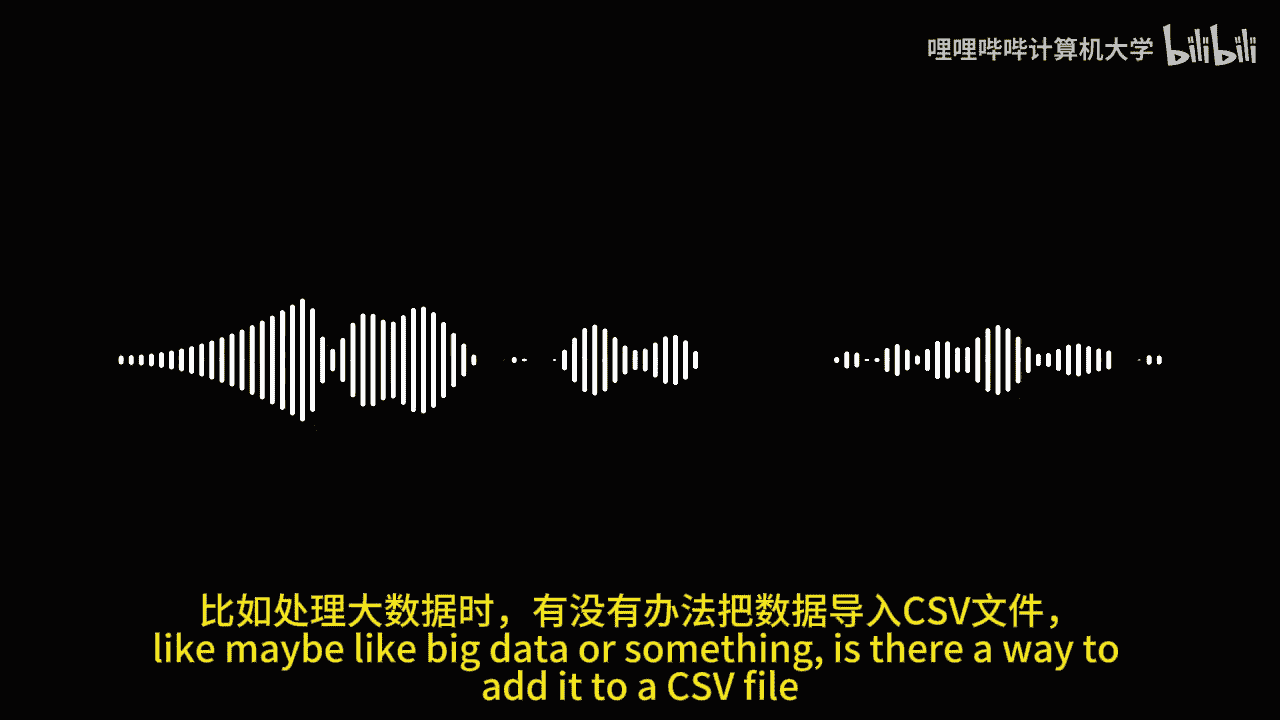 哩哩哔哔计算机大学 bilibili
比如处理大数据时，有没有办法把数据导入CSV文件，
like maybe like big data or something, is there a way to
add it to a CSV file